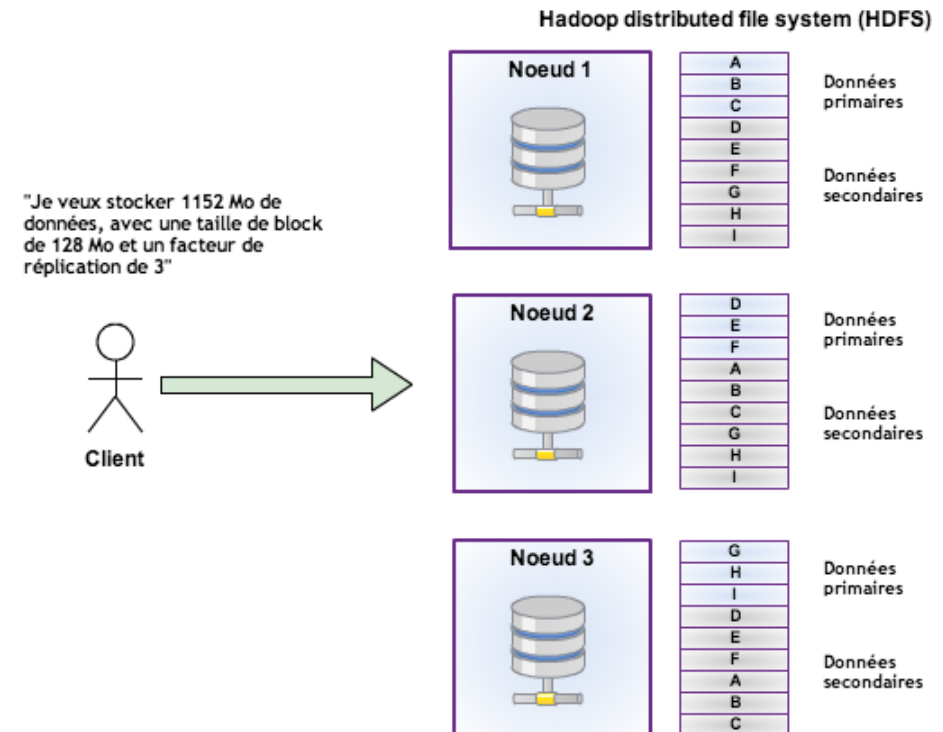 Hadoop distributed file system (HDFS)
"Je veux stocker 1152 Mo de
données, avec une taille de block
de 128 Mo et un facteur de
réplication de 3"
Client
Noeud 1
A
B
C
D
E
F
G
H
I
Données
primaires
Données
secondaires
Noeud 2
D
E
F
A
B
C
G
H
I
Données
primaires
Données
secondaires
Noeud 3
G
H
I
D
E
F
A
B
C
Données
primaires
Données
secondaires